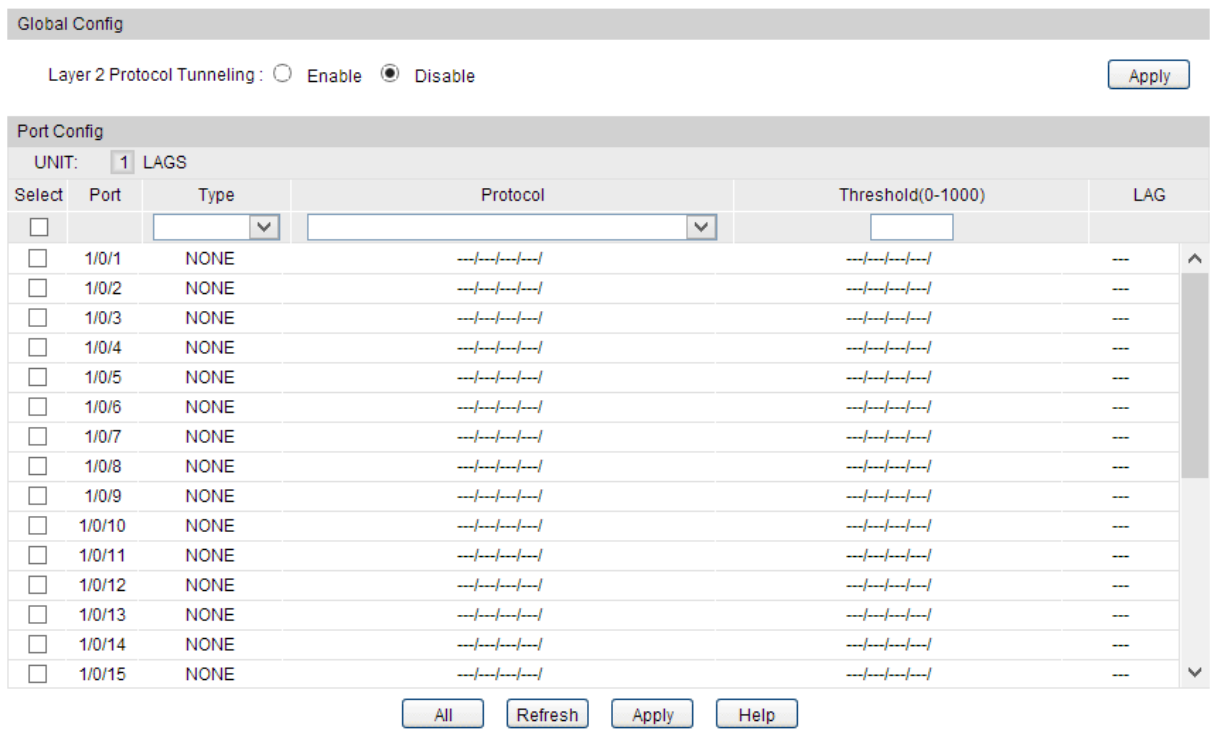 Global Config
Layer 2 Protocol Tunneling : Enable Disable Apply
Port Config
UNIT: 1 LAGS
Select Port Type Protocol Threshold(0-1000) LAG
1/0/1 NONE ---/---/---/---/ ---/---/---/---/ ---
1/0/2 NONE ---/---/---/---/ ---/---/---/---/ ---
1/0/3 NONE ---/---/---/---/ ---/---/---/---/ ---
1/0/4 NONE ---/---/---/---/ ---/---/---/---/ ---
1/0/5 NONE ---/---/---/---/ ---/---/---/---/ ---
1/0/6 NONE ---/---/---/---/ ---/---/---/---/ ---
1/0/7 NONE ---/---/---/---/ ---/---/---/---/ ---
1/0/8 NONE ---/---/---/---/ ---/---/---/---/ ---
1/0/9 NONE ---/---/---/---/ ---/---/---/---/ ---
1/0/10 NONE ---/---/---/---/ ---/---/---/---/ ---
1/0/11 NONE ---/---/---/---/ ---/---/---/---/ ---
1/0/12 NONE ---/---/---/---/ ---/---/---/---/ ---
1/0/13 NONE ---/---/---/---/ ---/---/---/---/ ---
1/0/14 NONE ---/---/---/---/ ---/---/---/---/ ---
1/0/15 NONE ---/---/---/---/ ---/---/---/---/ ---
All Refresh Apply Help